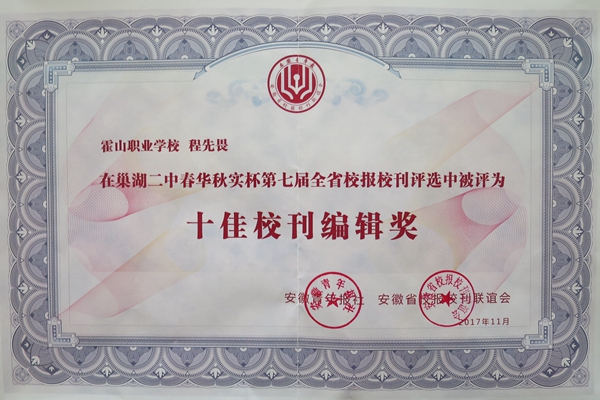 霍山职业学校 程先畏
在巢湖二中春华秋实杯第七届全省校报校刊评选中被评为
十佳校刊编辑奖
安徽青年报社 安徽省校报校刊联谊会
2017年11月